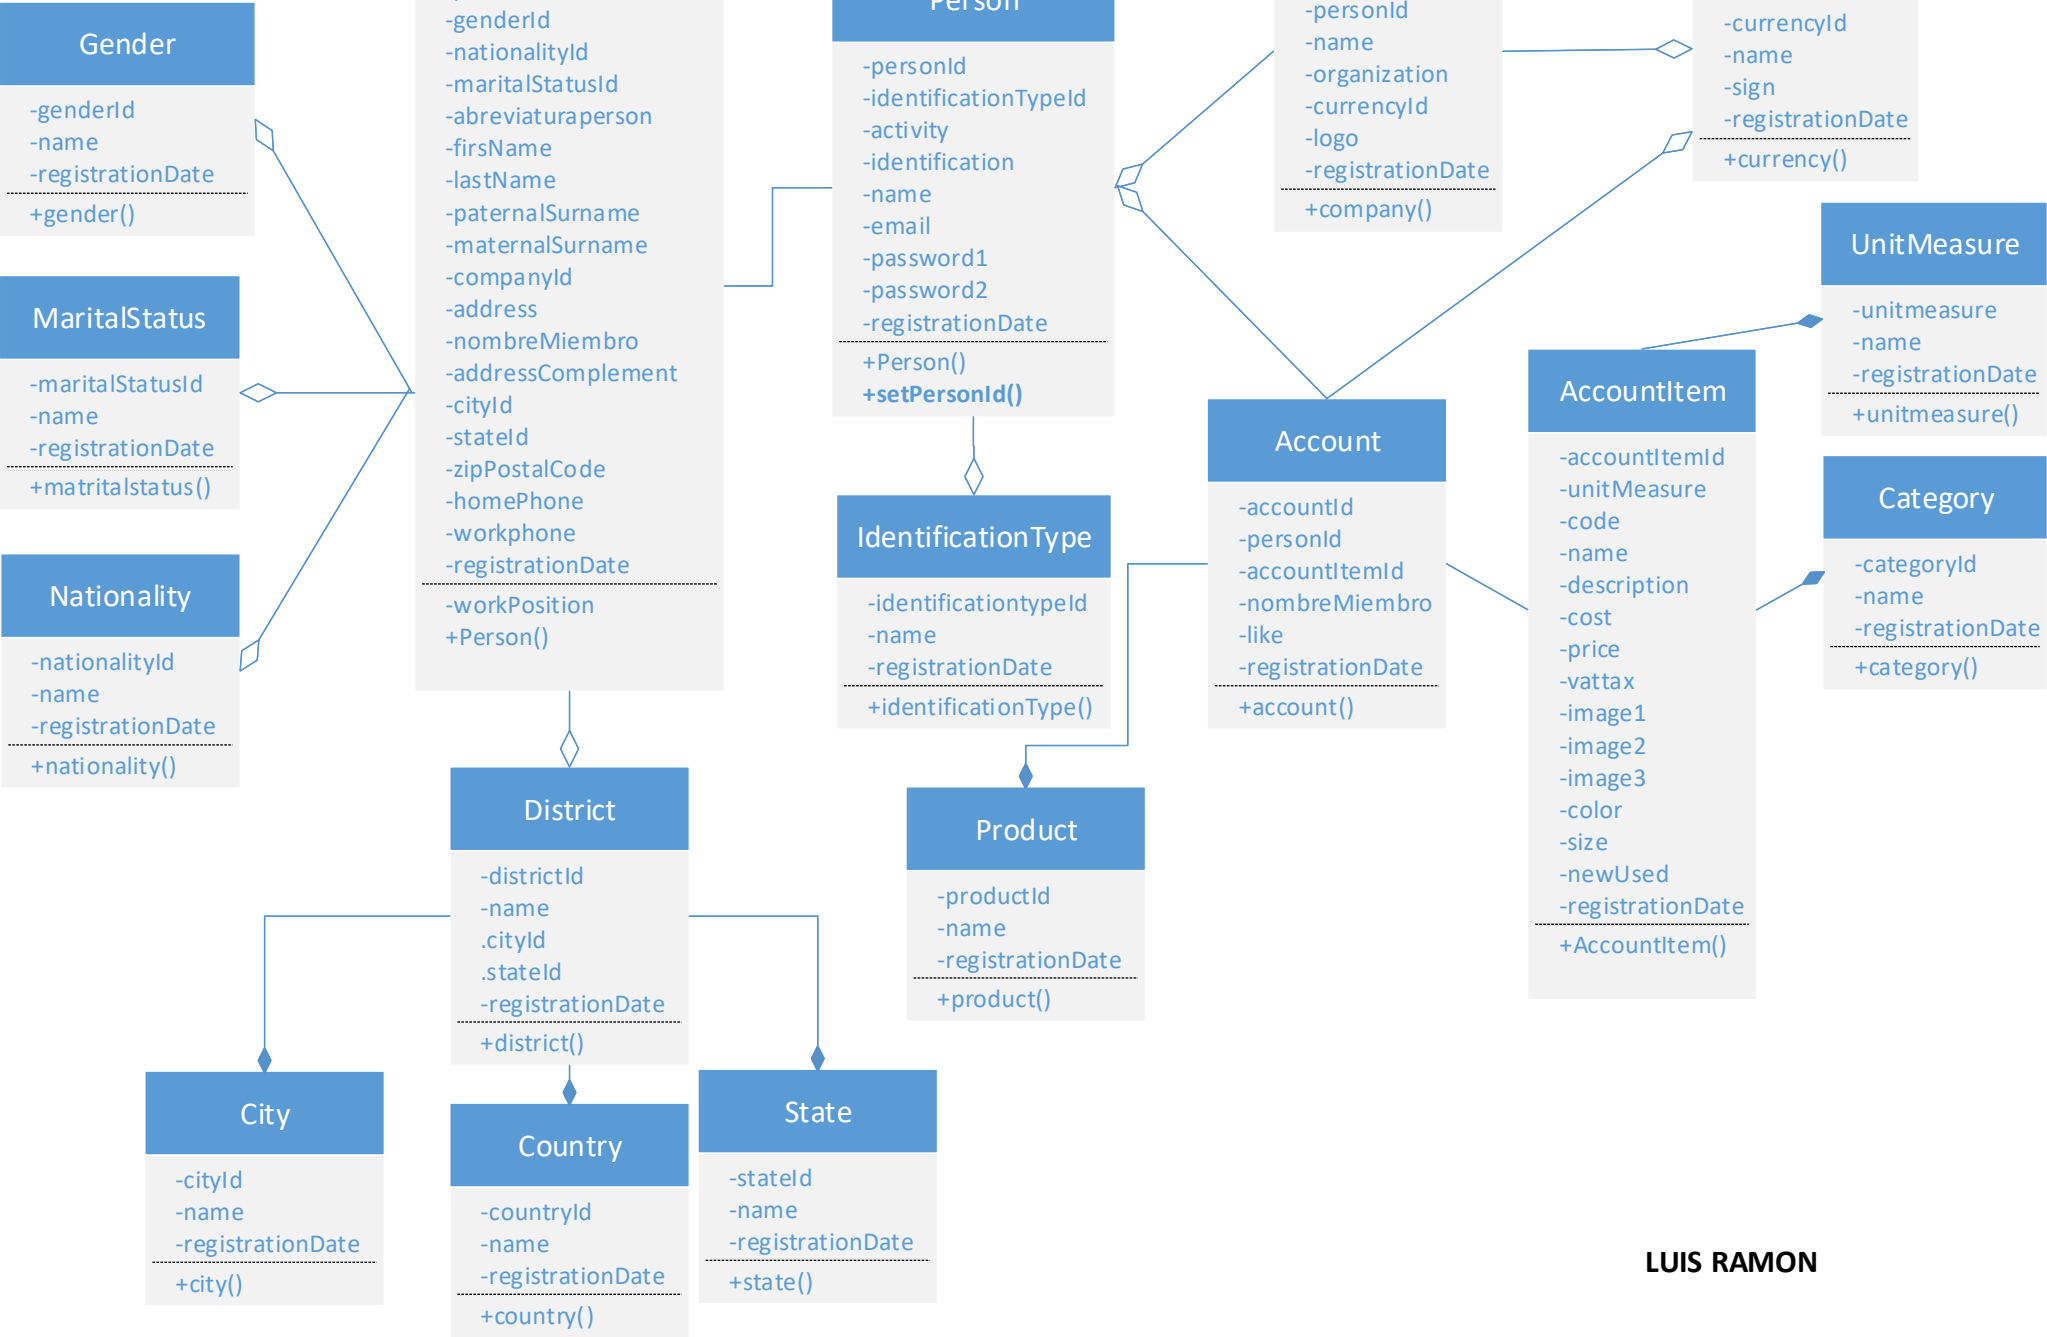 Gender
-genderId
-name
-registrationDate
+gender()
MaritalStatus
-maritalStatusId
-name
-registrationDate
+matritalstatus()
Nationality
-nationalityId
-name
-registrationDate
+nationality()
-genderId
-nationalityId
-maritalStatusId
-abreviaturaperson
-firsName
-lastName
-paternalSurname
-maternalSurname
-companyId
-address
-nombreMiembro
-addressComplement
-cityId
-stateId
-zipPostalCode
-homePhone
-workphone
-registrationDate
-workPosition
+Person()
Person
-personId
-identificationTypeId
-activity
-identification
-name
-email
-password1
-password2
-registrationDate
+Person()
+setPersonId()
IdentificationType
-identificationtypeId
-name
-registrationDate
+identificationType()
-personId
-name
-organization
-currencyId
-logo
-registrationDate
+company()
-currencyId
-name
-sign
-registrationDate
+currency()
UnitMeasure
-unitmeasure
-name
-registrationDate
+unitmeasure()
Category
-categoryId
-name
-registrationDate
+category()
AccountItem
-accountItemId
-unitMeasure
-code
-name
-description
-cost
-price
-vattax
-image1
-image2
-image3
-color
-size
-newUsed
-registrationDate
+AccountItem()
Account
-accountId
-personId
-accountItemId
-nombreMiembro
-like
-registrationDate
+account()
Product
-productId
-name
-registrationDate
+product()
District
-districtId
-name
.cityId
.stateId
-registrationDate
+district()
City
-cityId
-name
-registrationDate
+city()
Country
-countryId
-name
-registrationDate
+country()
State
-stateId
-name
-registrationDate
+state()
LUIS RAMON